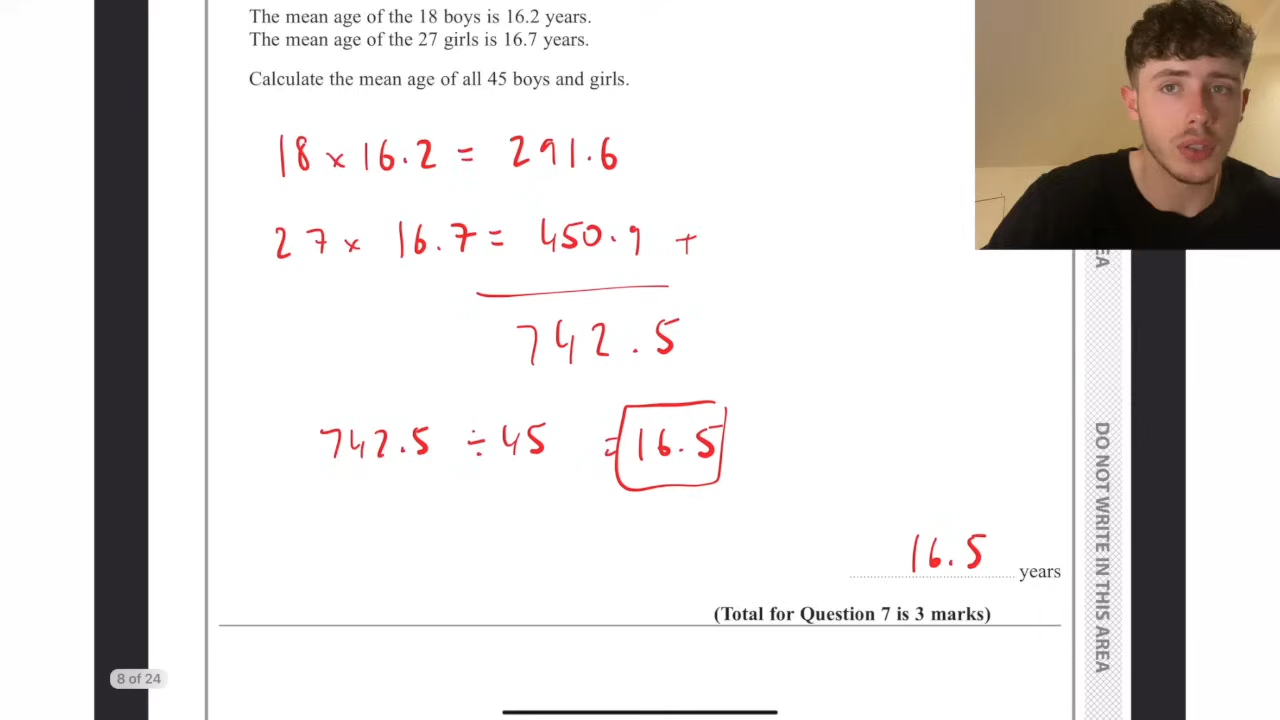 The mean age of the 18 boys is 16.2 years.
The mean age of the 27 girls is 16.7 years.
Calculate the mean age of all 45 boys and girls.
18 × 16.2 = 291.6
27 × 16.7 = 450.9 +
742.5
742.5 ÷ 45 = 16.5
16.5 years
(Total for Question 7 is 3 marks)
8 of 24
EA
DO NOT WRITE IN THIS AREA